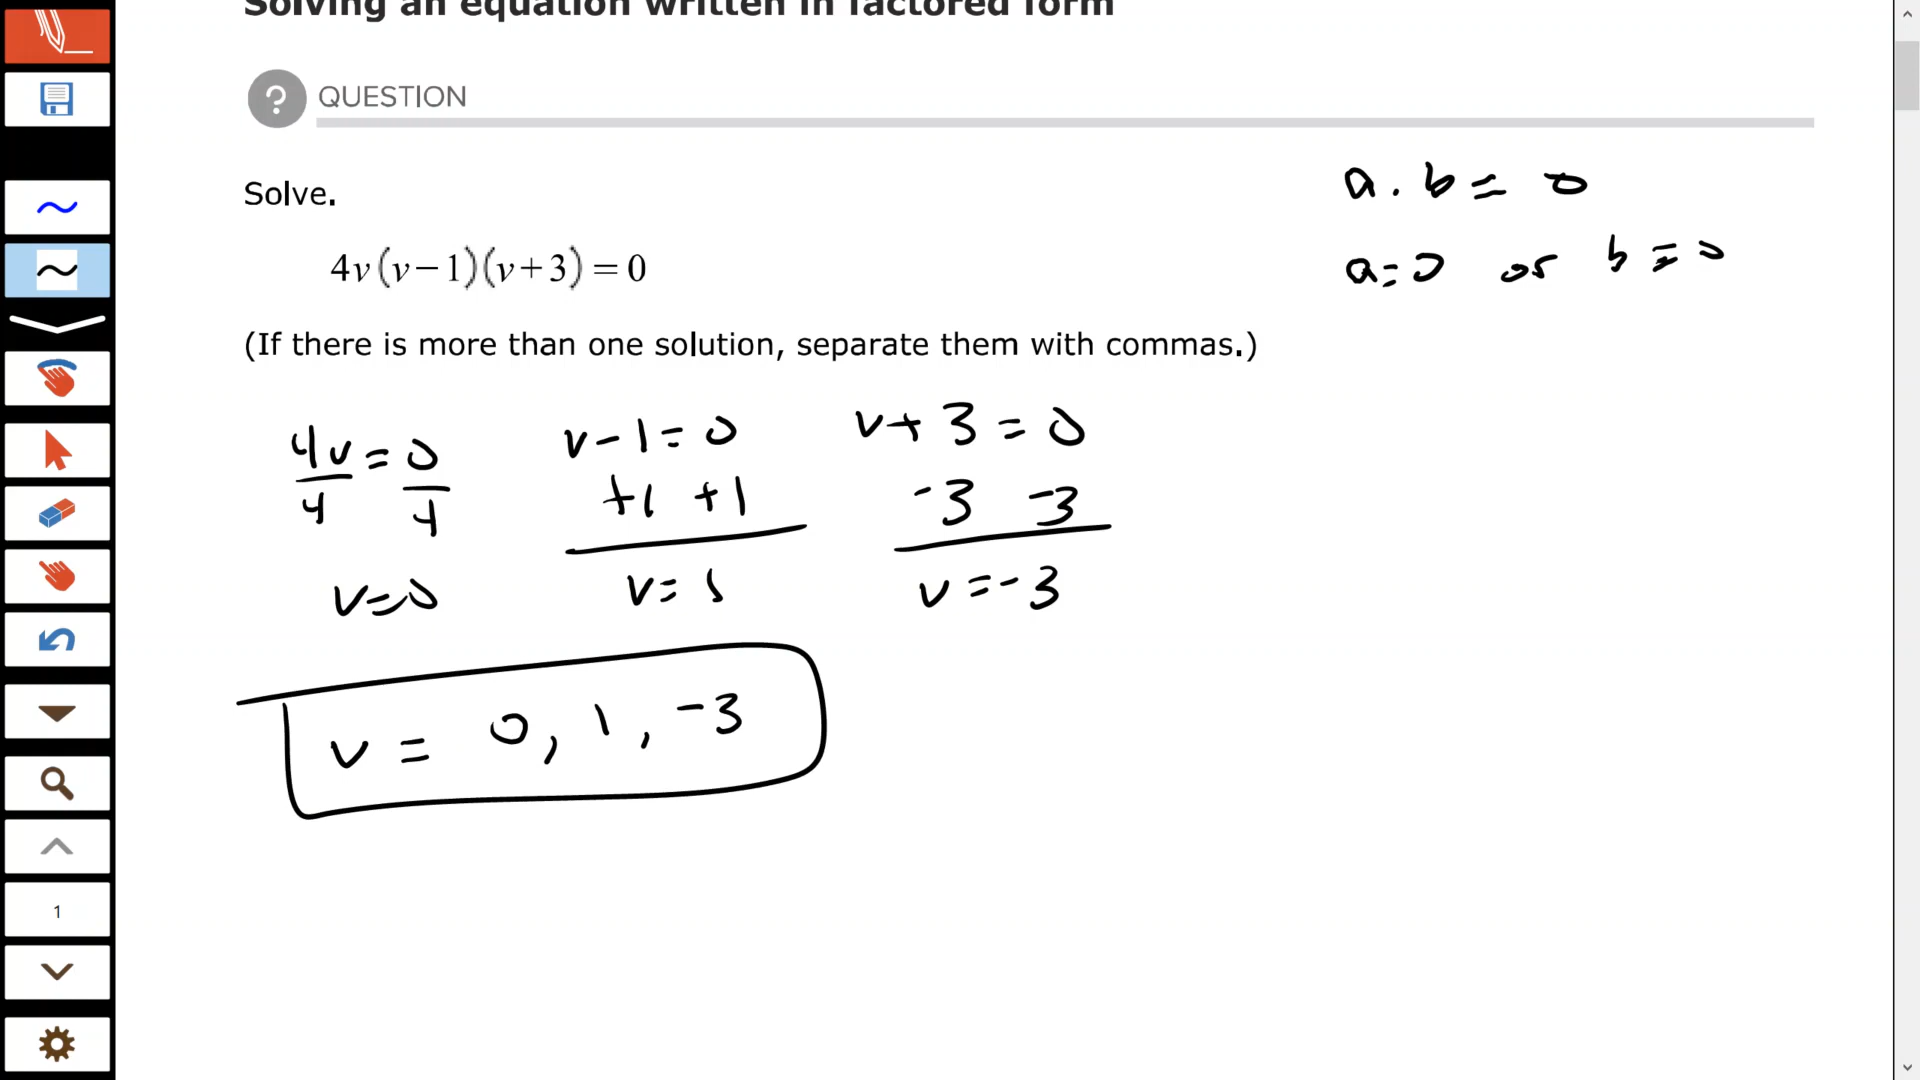 Solving an equation written in factored form
? QUESTION
Solve.
a · b = 0
4v(v−1)(v+3)=0
a=0 or b=0
(If there is more than one solution, separate them with commas.)
4v=0 v-1=0 v+3=0
4 4 +1 +1 -3 -3
v=0 v=1 v=-3
v = 0, 1, -3
1